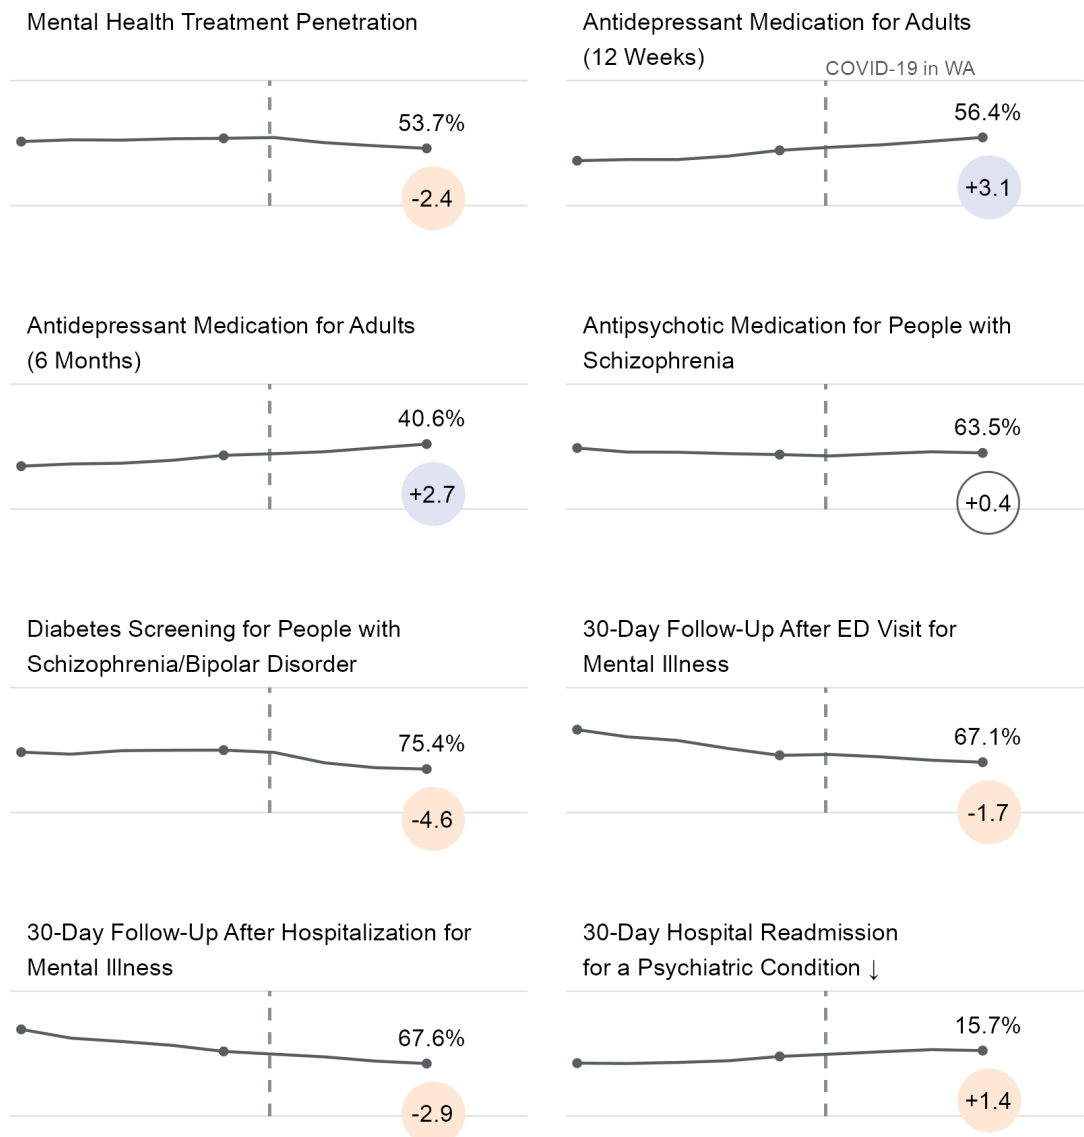 Mental Health Treatment Penetration
53.7%
-2.4
Antidepressant Medication for Adults
(12 Weeks)
COVID-19 in WA
56.4%
+3.1
Antidepressant Medication for Adults
(6 Months)
40.6%
+2.7
Antipsychotic Medication for People with
Schizophrenia
63.5%
+0.4
Diabetes Screening for People with
Schizophrenia/Bipolar Disorder
75.4%
-4.6
30-Day Follow-Up After ED Visit for
Mental Illness
67.1%
-1.7
30-Day Follow-Up After Hospitalization for
Mental Illness
67.6%
-2.9
30-Day Hospital Readmission
for a Psychiatric Condition ↓
15.7%
+1.4